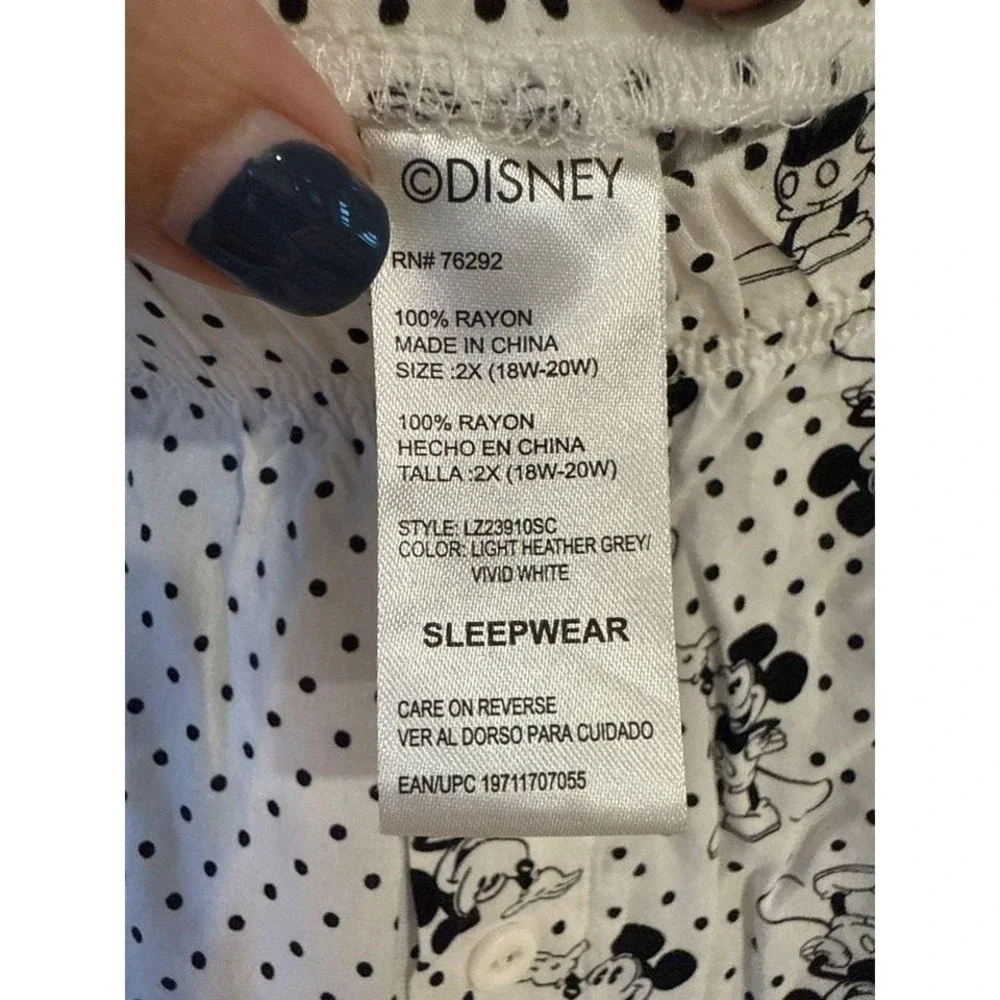 ©DISNEY
RN# 76292
100% RAYON
MADE IN CHINA
SIZE :2X (18W-20W)
100% RAYON
HECHO EN CHINA
TALLA :2X (18W-20W)
STYLE: LZ23910SC
COLOR: LIGHT HEATHER GREY/
VIVID WHITE
SLEEPWEAR
CARE ON REVERSE
VER AL DORSO PARA CUIDADO
EAN/UPC 19711707055